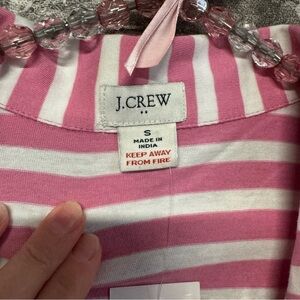 J.CREW
S
MADE IN
INDIA
KEEP AWAY
FROM FIRE